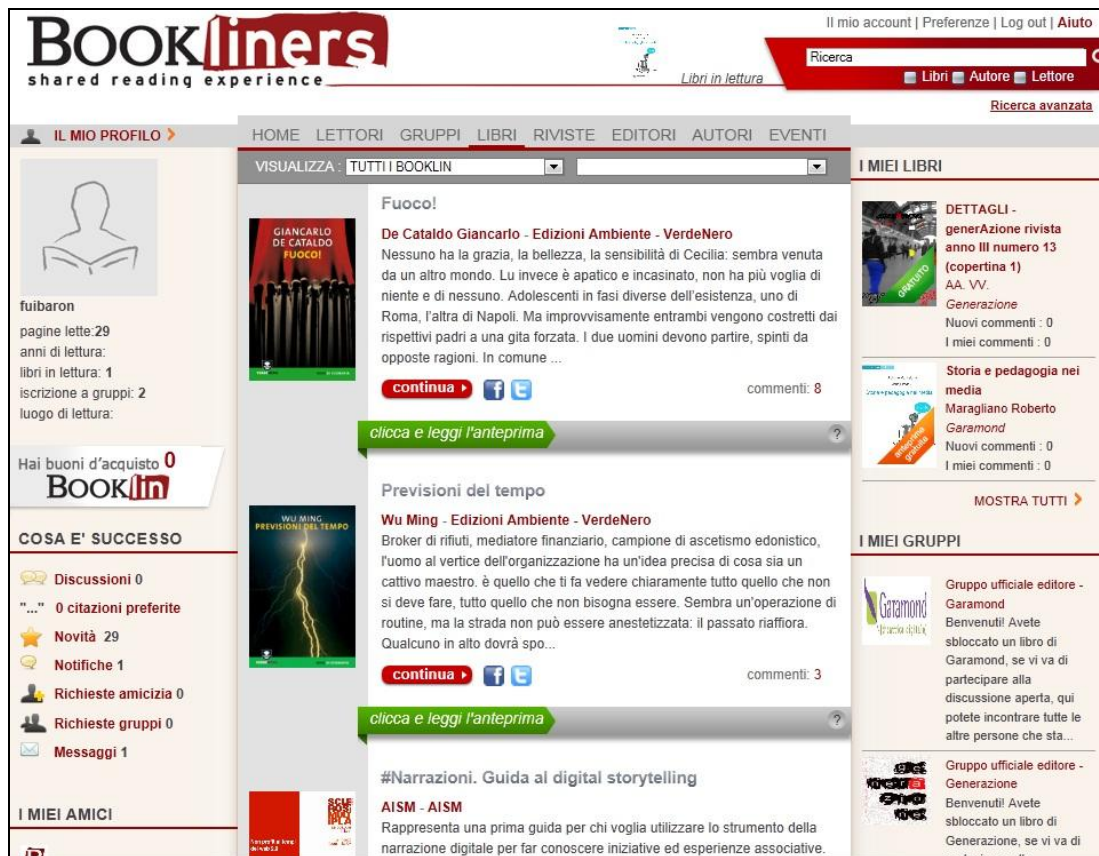 BOOKliners
shared reading experience
Libri in lettura
Il mio account | Preferenze | Log out | Aiuto
Ricerca
Libri Autore Lettore
Ricerca avanzata
IL MIO PROFILO
HOME LETTORI GRUPPI LIBRI RIVISTE EDITORI AUTORI EVENTI
VISUALIZZA : TUTTI I BOOKLIN
fuibaron
pagine lette:29
anni di lettura:
libri in lettura: 1
iscrizione a gruppi: 2
luogo di lettura:
Hai buoni d'acquisto 0
BOOKlin
COSA E' SUCCESSO
Discussioni 0
"..." 0 citazioni preferite
Novità 29
Notifiche 1
Richieste amicizia 0
Richieste gruppi 0
Messaggi 1
I MIEI AMICI
GIANCARLO
DE CATALDO
FUOCO!
Fuoco!
De Cataldo Giancarlo - Edizioni Ambiente - VerdeNero
Nessuno ha la grazia, la bellezza, la sensibilità di Cecilia: sembra venuta
da un altro mondo. Lu invece è apatico e incasinato, non ha più voglia di
niente e di nessuno. Adolescenti in fasi diverse dell'esistenza, uno di
Roma, l'altra di Napoli. Ma improvvisamente entrambi vengono costretti dai
rispettivi padri a una gita forzata. I due uomini devono partire, spinti da
opposte ragioni. In comune ...
continua
commenti: 8
clicca e leggi l'anteprima
?
WU MING
PREVISIONI DEL TEMPO
Previsioni del tempo
Wu Ming - Edizioni Ambiente - VerdeNero
Broker di rifiuti, mediatore finanziario, campione di ascetismo edonistico,
l'uomo al vertice dell'organizzazione ha un'idea precisa di cosa sia un
cattivo maestro. è quello che ti fa vedere chiaramente tutto quello che non
si deve fare, tutto quello che non bisogna essere. Sembra un'operazione di
routine, ma la strada non può essere anestetizzata: il passato riaffiora.
Qualcuno in alto dovrà spo...
continua
commenti: 3
clicca e leggi l'anteprima
?
#Narrazioni. Guida al digital storytelling
AISM - AISM
Rappresenta una prima guida per chi voglia utilizzare lo strumento della
narrazione digitale per far conoscere iniziative ed esperienze associative.
I MIEI LIBRI
GRATUITO
DETTAGLI -
generAzione rivista
anno III numero 13
(copertina 1)
AA. VV.
Generazione
Nuovi commenti : 0
I miei commenti : 0
anteprima
gratuita
Storia e pedagogia nei
media
Maragliano Roberto
Garamond
Nuovi commenti : 0
I miei commenti : 0
MOSTRA TUTTI
I MIEI GRUPPI
Garamond
Gruppo ufficiale editore -
Garamond
Benvenuti! Avete
sbloccato un libro di
Garamond, se vi va di
partecipare alla
discussione aperta, qui
potete incontrare tutte le
altre persone che sta...
Gruppo ufficiale editore -
Generazione
Benvenuti! Avete
sbloccato un libro di
Generazione, se vi va di